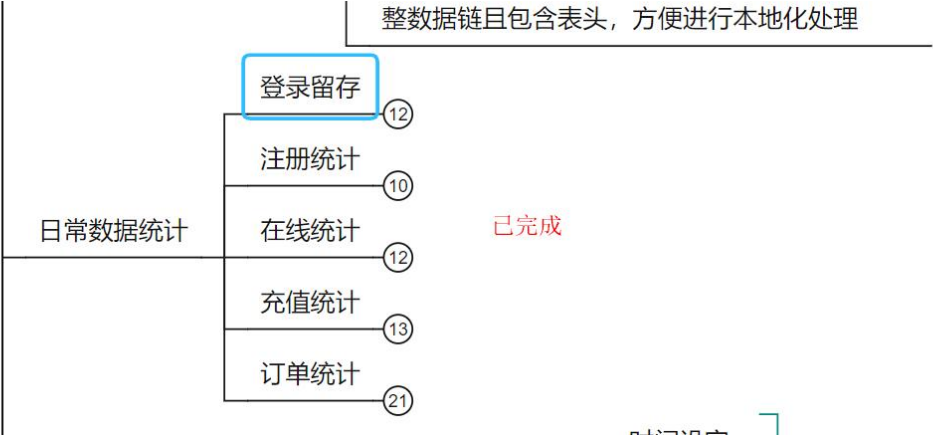 整数据链且包含表头，方便进行本地化处理
登录留存
12
注册统计
10
日常数据统计
在线统计
已完成
12
充值统计
13
订单统计
21